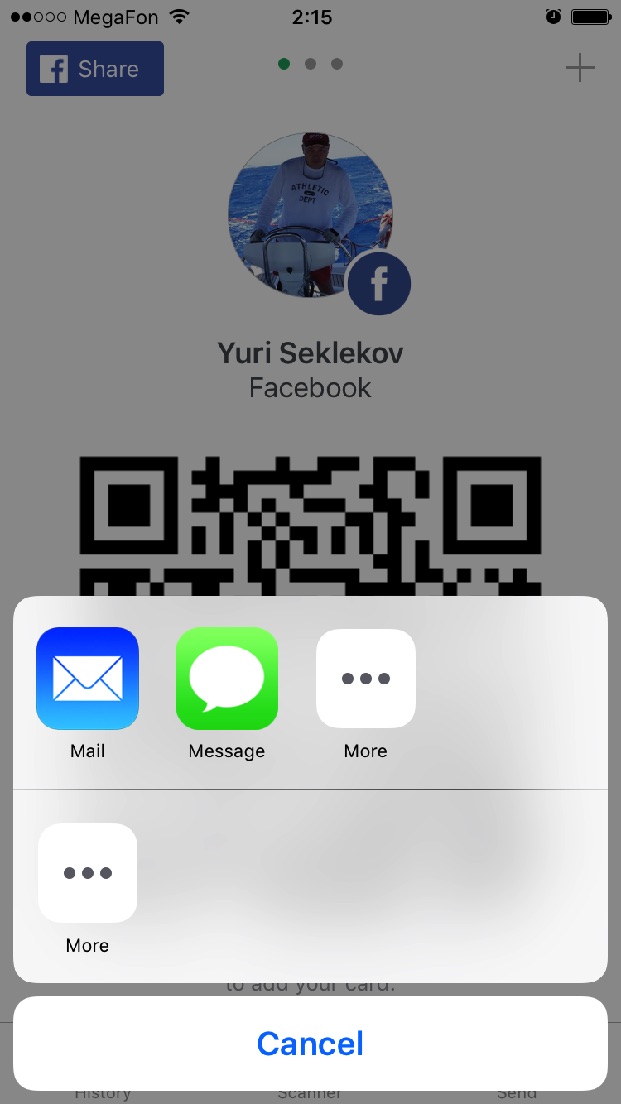 MegaFon 2:15
Share
ATHLETIC
DEPT
f
Yuri Seklekov
Facebook
Mail Message More
More
to add your card.
Cancel
History Scanner Send